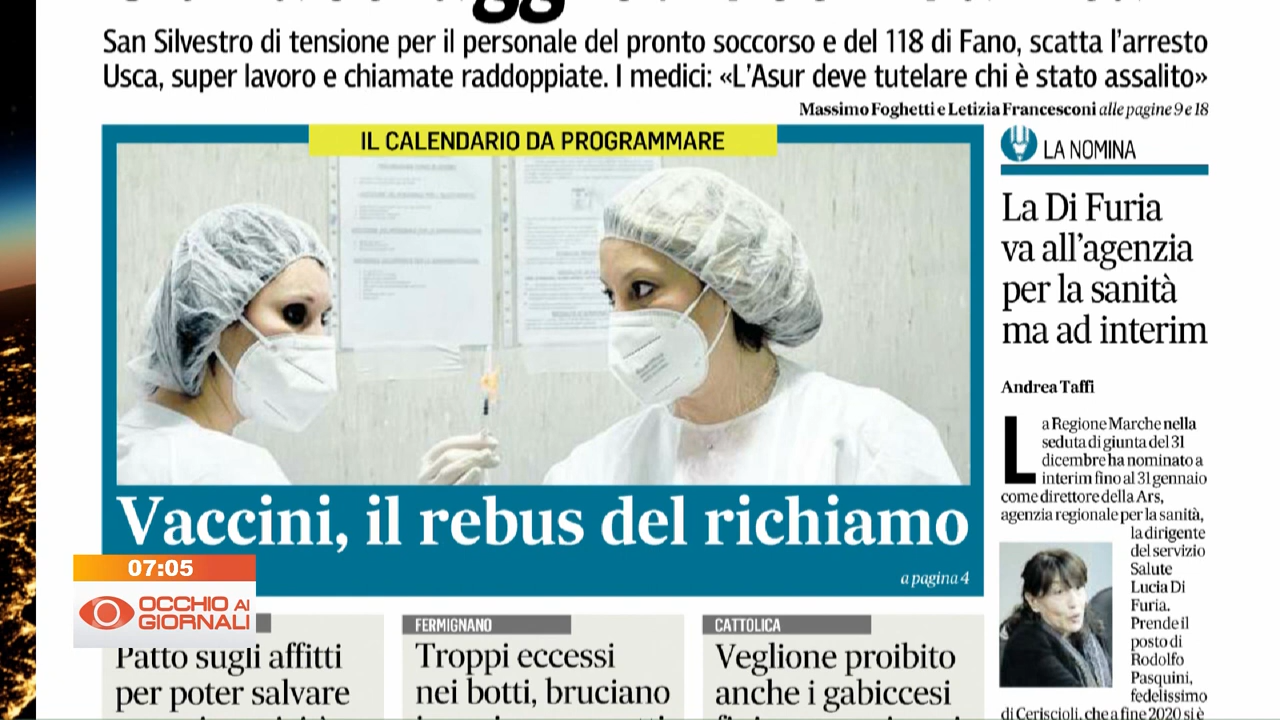 San Silvestro di tensione per il personale del pronto soccorso e del 118 di Fano, scatta l'arresto
Usca, super lavoro e chiamate raddoppiate. I medici: «L'Asur deve tutelare chi è stato assalito»
Massimo Foghetti e Letizia Francesconi alle pagine 9 e 18
IL CALENDARIO DA PROGRAMMARE
Vaccini, il rebus del richiamo
a pagina 4
LA NOMINA
La Di Furia
va all'agenzia
per la sanità
ma ad interim
Andrea Taffi
La Regione Marche nella
seduta di giunta del 31
dicembre ha nominato a
interim fino al 31 gennaio
come direttore della Ars,
agenzia regionale per la sanità,
la dirigente
del servizio
Salute
Lucia Di
Furia.
Prende il
posto di
Rodolfo
Pasquini,
fedelissimo
di Ceriscioli, che a fine 2020 si è
07:05
OCCHIO AI
GIORNALI
Patto sugli affitti
per poter salvare
FERMIGNANO
Troppi eccessi
nei botti, bruciano
CATTOLICA
Veglione proibito
anche i gabiccesi